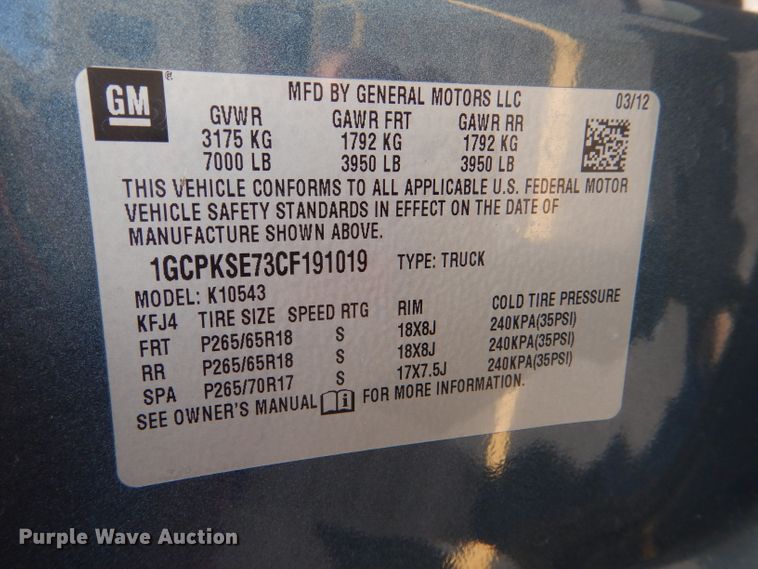 GM ®
MFD BY GENERAL MOTORS LLC 03/12
GVWR GAWR FRT GAWR RR
3175 KG 1792 KG 1792 KG
7000 LB 3950 LB 3950 LB
THIS VEHICLE CONFORMS TO ALL APPLICABLE U.S. FEDERAL MOTOR
VEHICLE SAFETY STANDARDS IN EFFECT ON THE DATE OF
MANUFACTURE SHOWN ABOVE.
1GCPKSE73CF191019 TYPE: TRUCK
MODEL: K10543
KFJ4 TIRE SIZE SPEED RTG RIM COLD TIRE PRESSURE
FRT P265/65R18 S 18X8J 240KPA(35PSI)
RR P265/65R18 S 18X8J 240KPA(35PSI)
SPA P265/70R17 S 17X7.5J 240KPA(35PSI)
SEE OWNER'S MANUAL i FOR MORE INFORMATION.
Purple Wave Auction